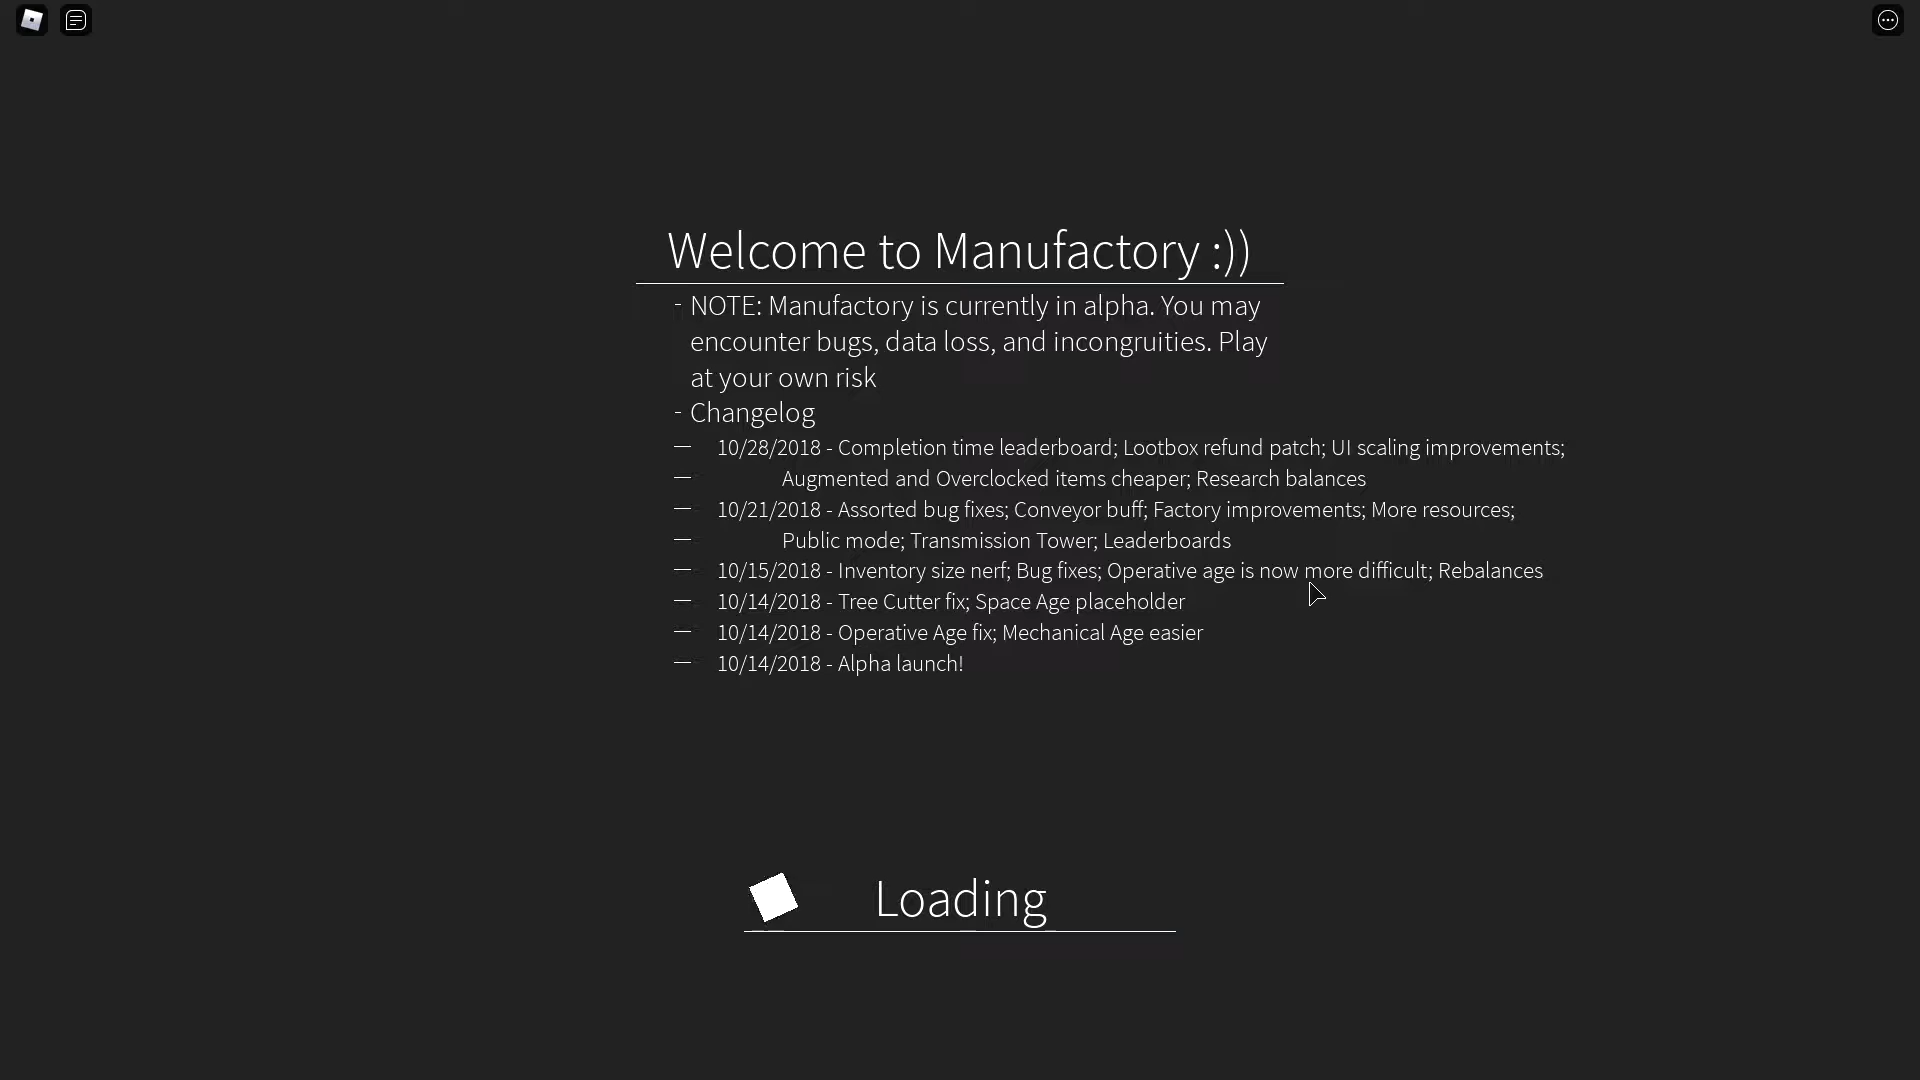 Welcome to Manufactory :))
- NOTE: Manufactory is currently in alpha. You may
encounter bugs, data loss, and incongruities. Play
at your own risk
- Changelog
— 10/28/2018 - Completion time leaderboard; Lootbox refund patch; UI scaling improvements;
— Augmented and Overclocked items cheaper; Research balances
— 10/21/2018 - Assorted bug fixes; Conveyor buff; Factory improvements; More resources;
— Public mode; Transmission Tower; Leaderboards
— 10/15/2018 - Inventory size nerf; Bug fixes; Operative age is now more difficult; Rebalances
— 10/14/2018 - Tree Cutter fix; Space Age placeholder
— 10/14/2018 - Operative Age fix; Mechanical Age easier
— 10/14/2018 - Alpha launch!
Loading